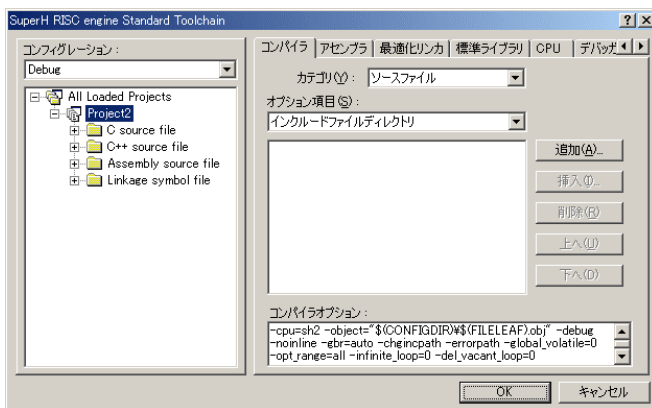 SuperH RISC engine Standard Toolchain
コンフィグレーション :
Debug
All Loaded Projects
Project2
C source file
C++ source file
Assembly source file
Linkage symbol file
コンパイラ アセンブラ 最適化リンカ 標準ライブラリ CPU デバッガ
カテゴリ(Y) : ソースファイル
オプション項目(S) :
インクルードファイルディレクトリ
追加(A)...
挿入(I)...
削除(R)
上へ(U)
下へ(D)
コンパイラオプション :
-cpu=sh2 -object="$(CONFIGDIR)¥$(FILELEAF).obj" -debug
-noinline -gbr=auto -chgincpath -errorpath -global_volatile=0
-opt_range=all -infinite_loop=0 -del_vacant_loop=0
OK キャンセル